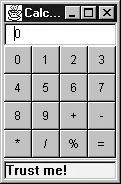 Calc...
0
0 1 2 3
4 5 6 7
8 9 + -
* / % =
Trust me!